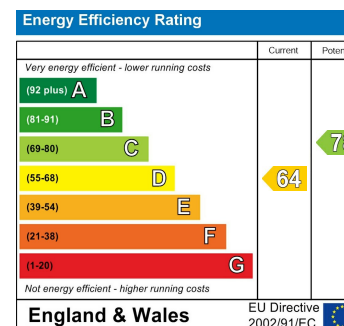 Energy Efficiency Rating
Current
Very energy efficient - lower running costs
(92 plus) A
(81-91) B
(69-80) C
(55-68) D
64
(39-54) E
(21-38) F
(1-20) G
Not energy efficient - higher running costs
England & Wales
EU Directive
2002/91/EC